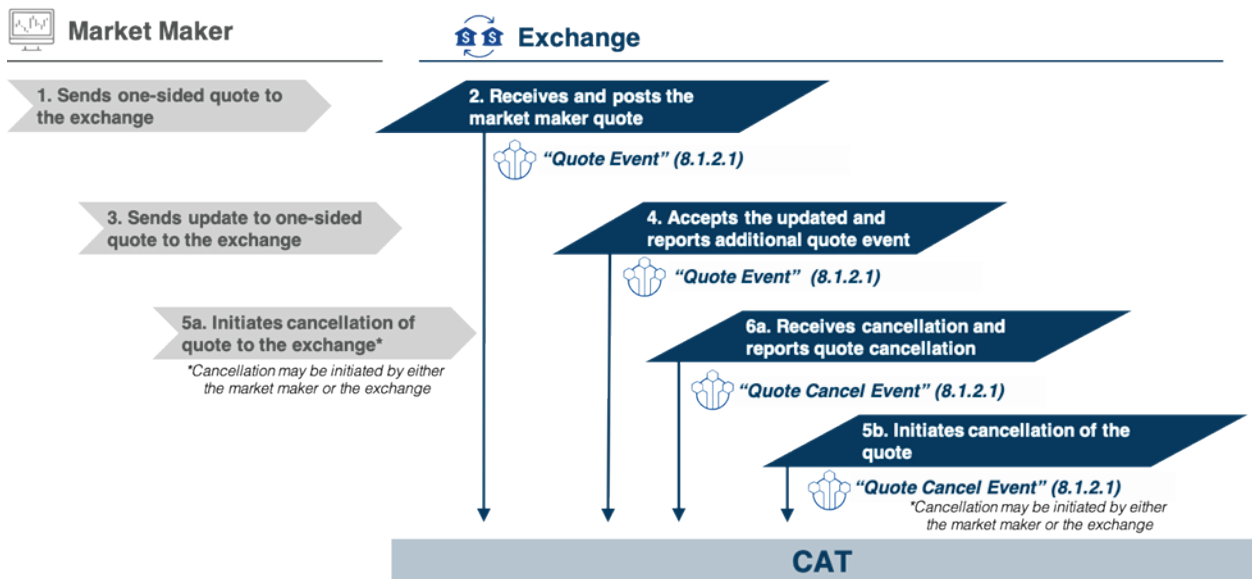 Market Maker
Exchange
1. Sends one-sided quote to
the exchange
2. Receives and posts the
market maker quote
“Quote Event” (8.1.2.1)
3. Sends update to one-sided
quote to the exchange
4. Accepts the updated and
reports additional quote event
“Quote Event” (8.1.2.1)
5a. Initiates cancellation of
quote to the exchange*
*Cancellation may be initiated by either
the market maker or the exchange
6a. Receives cancellation and
reports quote cancellation
“Quote Cancel Event” (8.1.2.1)
5b. Initiates cancellation of the
quote
“Quote Cancel Event” (8.1.2.1)
*Cancellation may be initiated by either
the market maker or the exchange
CAT